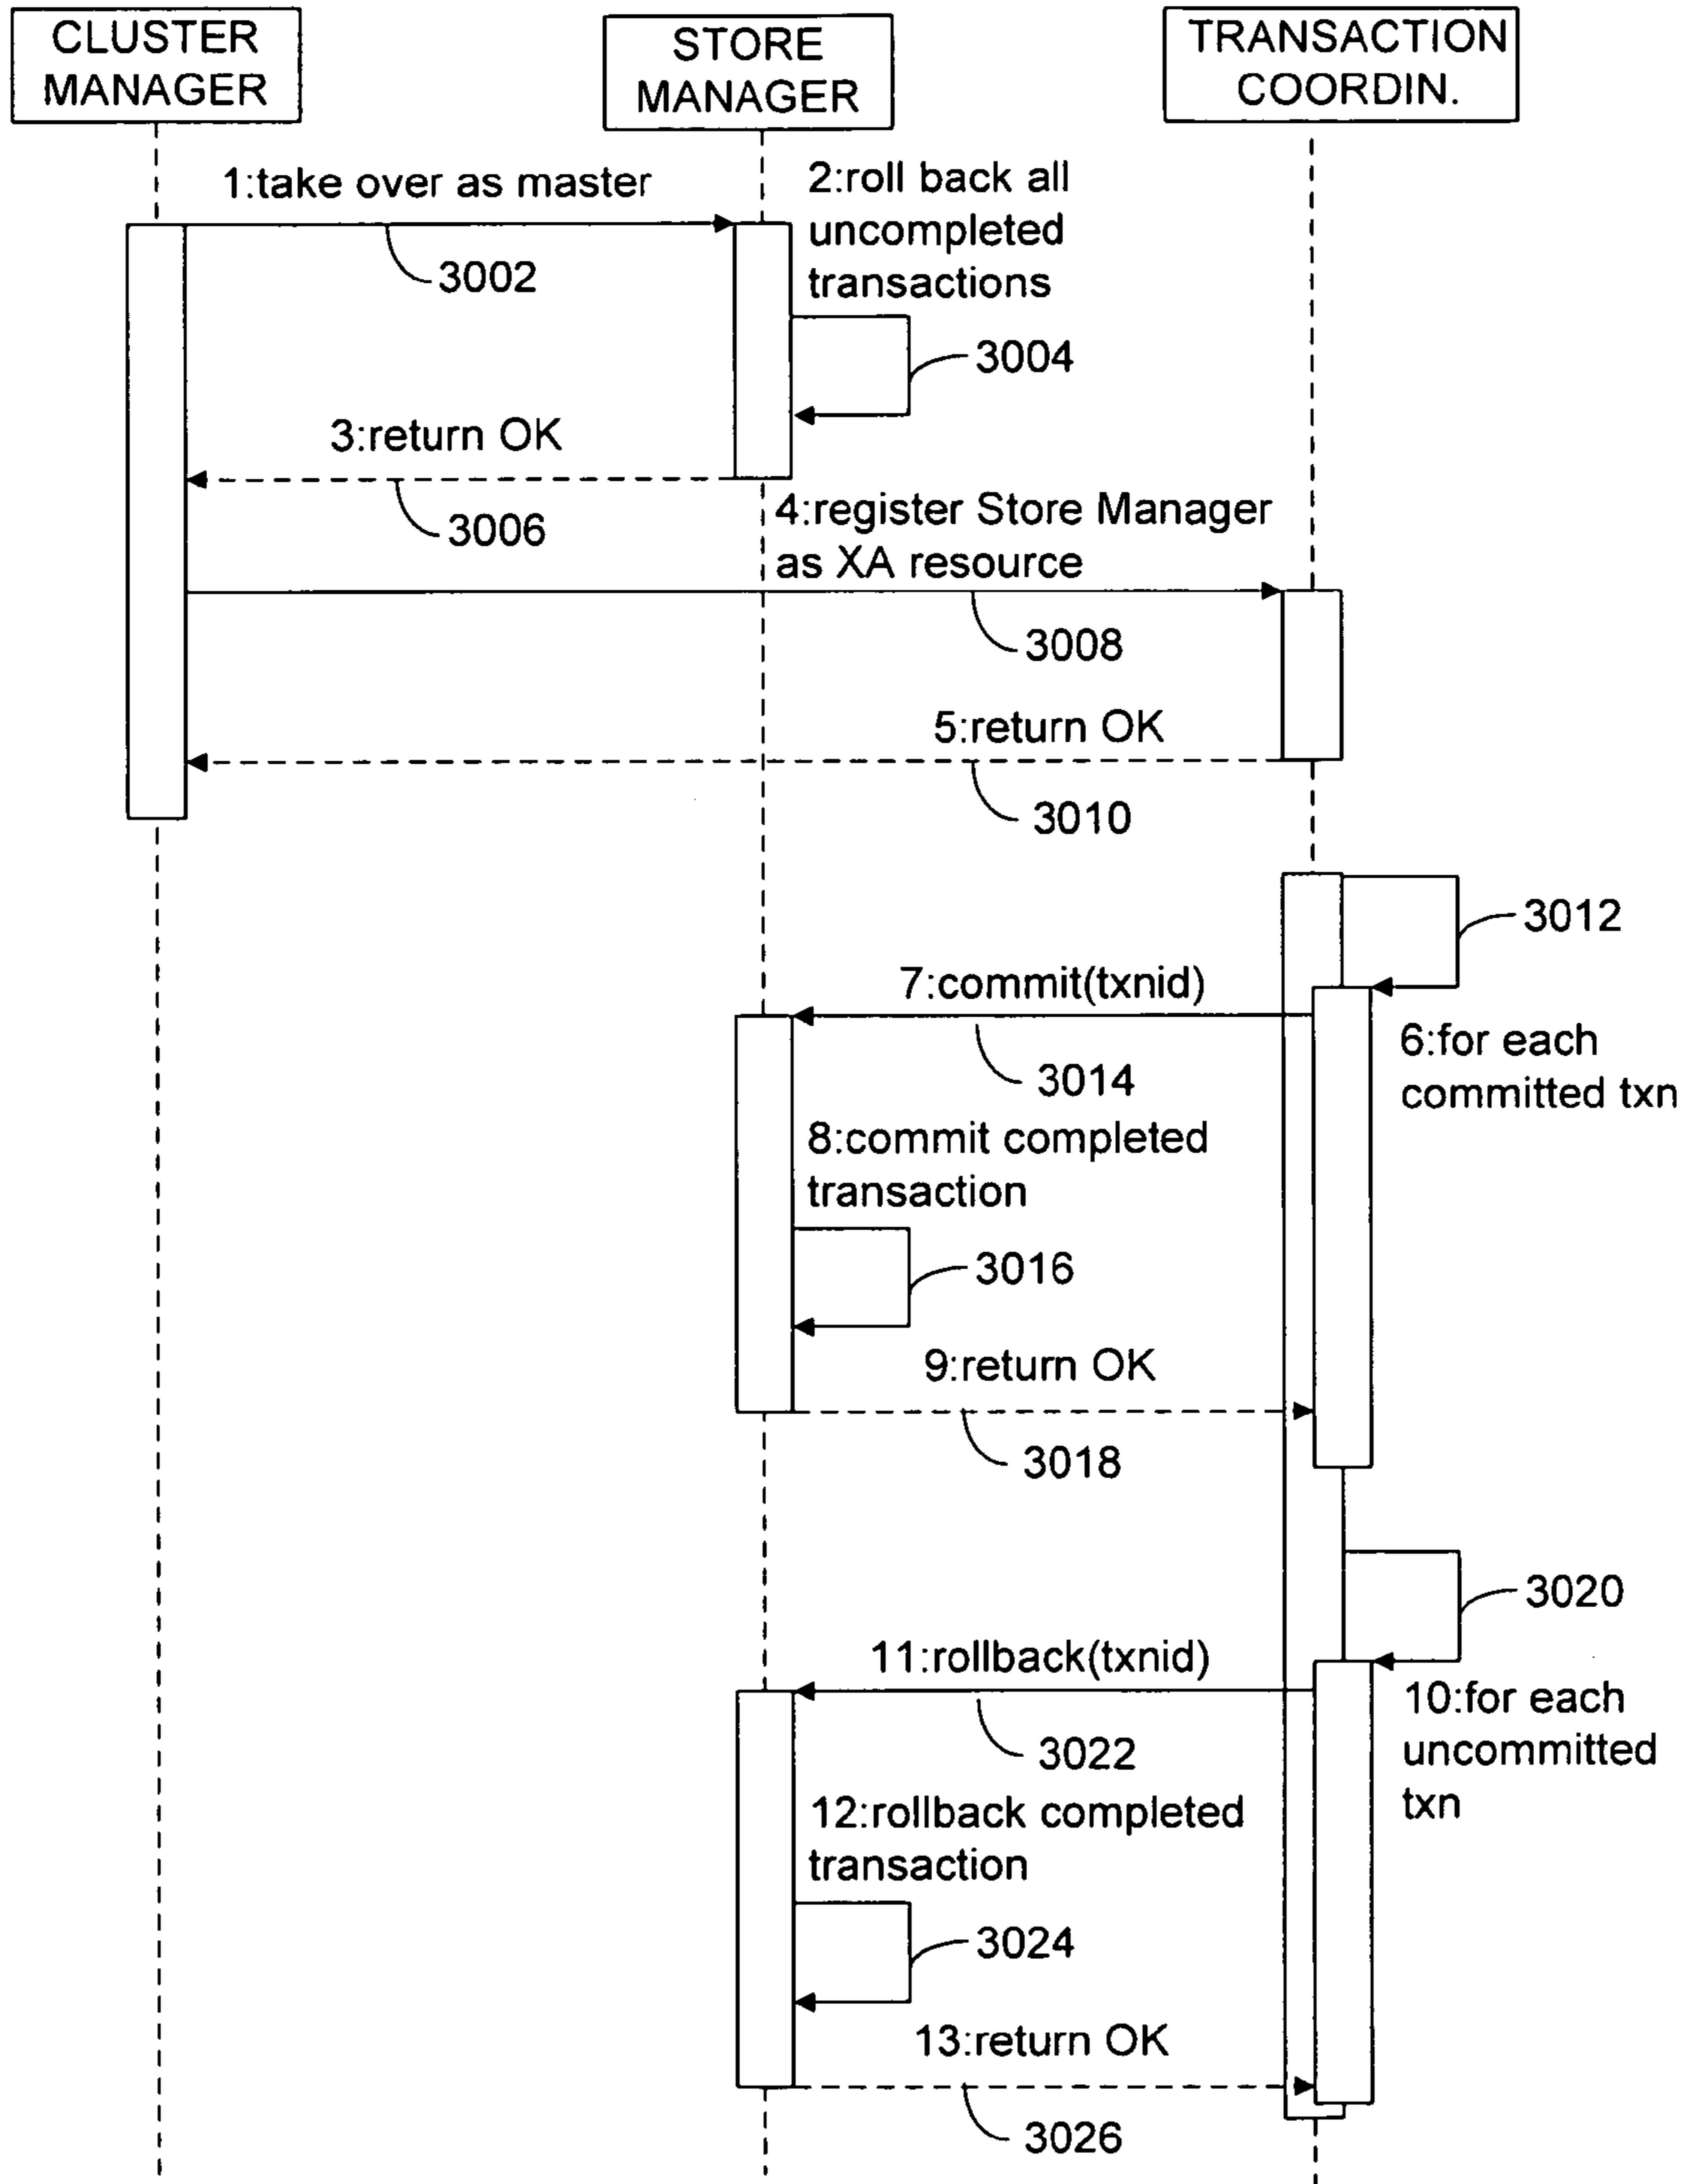 CLUSTER
MANAGER
STORE
MANAGER
TRANSACTION
COORDIN.
1:take over as master
2:roll back all
uncompleted
transactions
3002
3004
3:return OK
3006
4:register Store Manager
as XA resource
3008
5:return OK
3010
3012
7:commit(txnid)
6:for each
committed txn
3014
8:commit completed
transaction
3016
9:return OK
3018
3020
11:rollback(txnid)
10:for each
uncommitted
txn
3022
12:rollback completed
transaction
3024
13:return OK
3026